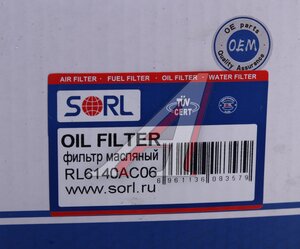 OE parts
O.E.M
Quality Assurance
AIR FILTER · FUEL FILTER · OIL FILTER · WATER FILTER
SORL
TÜV
CERT
OIL FILTER
фильтр масляный
RL6140AC06
www.sorl.ru
8961136083579